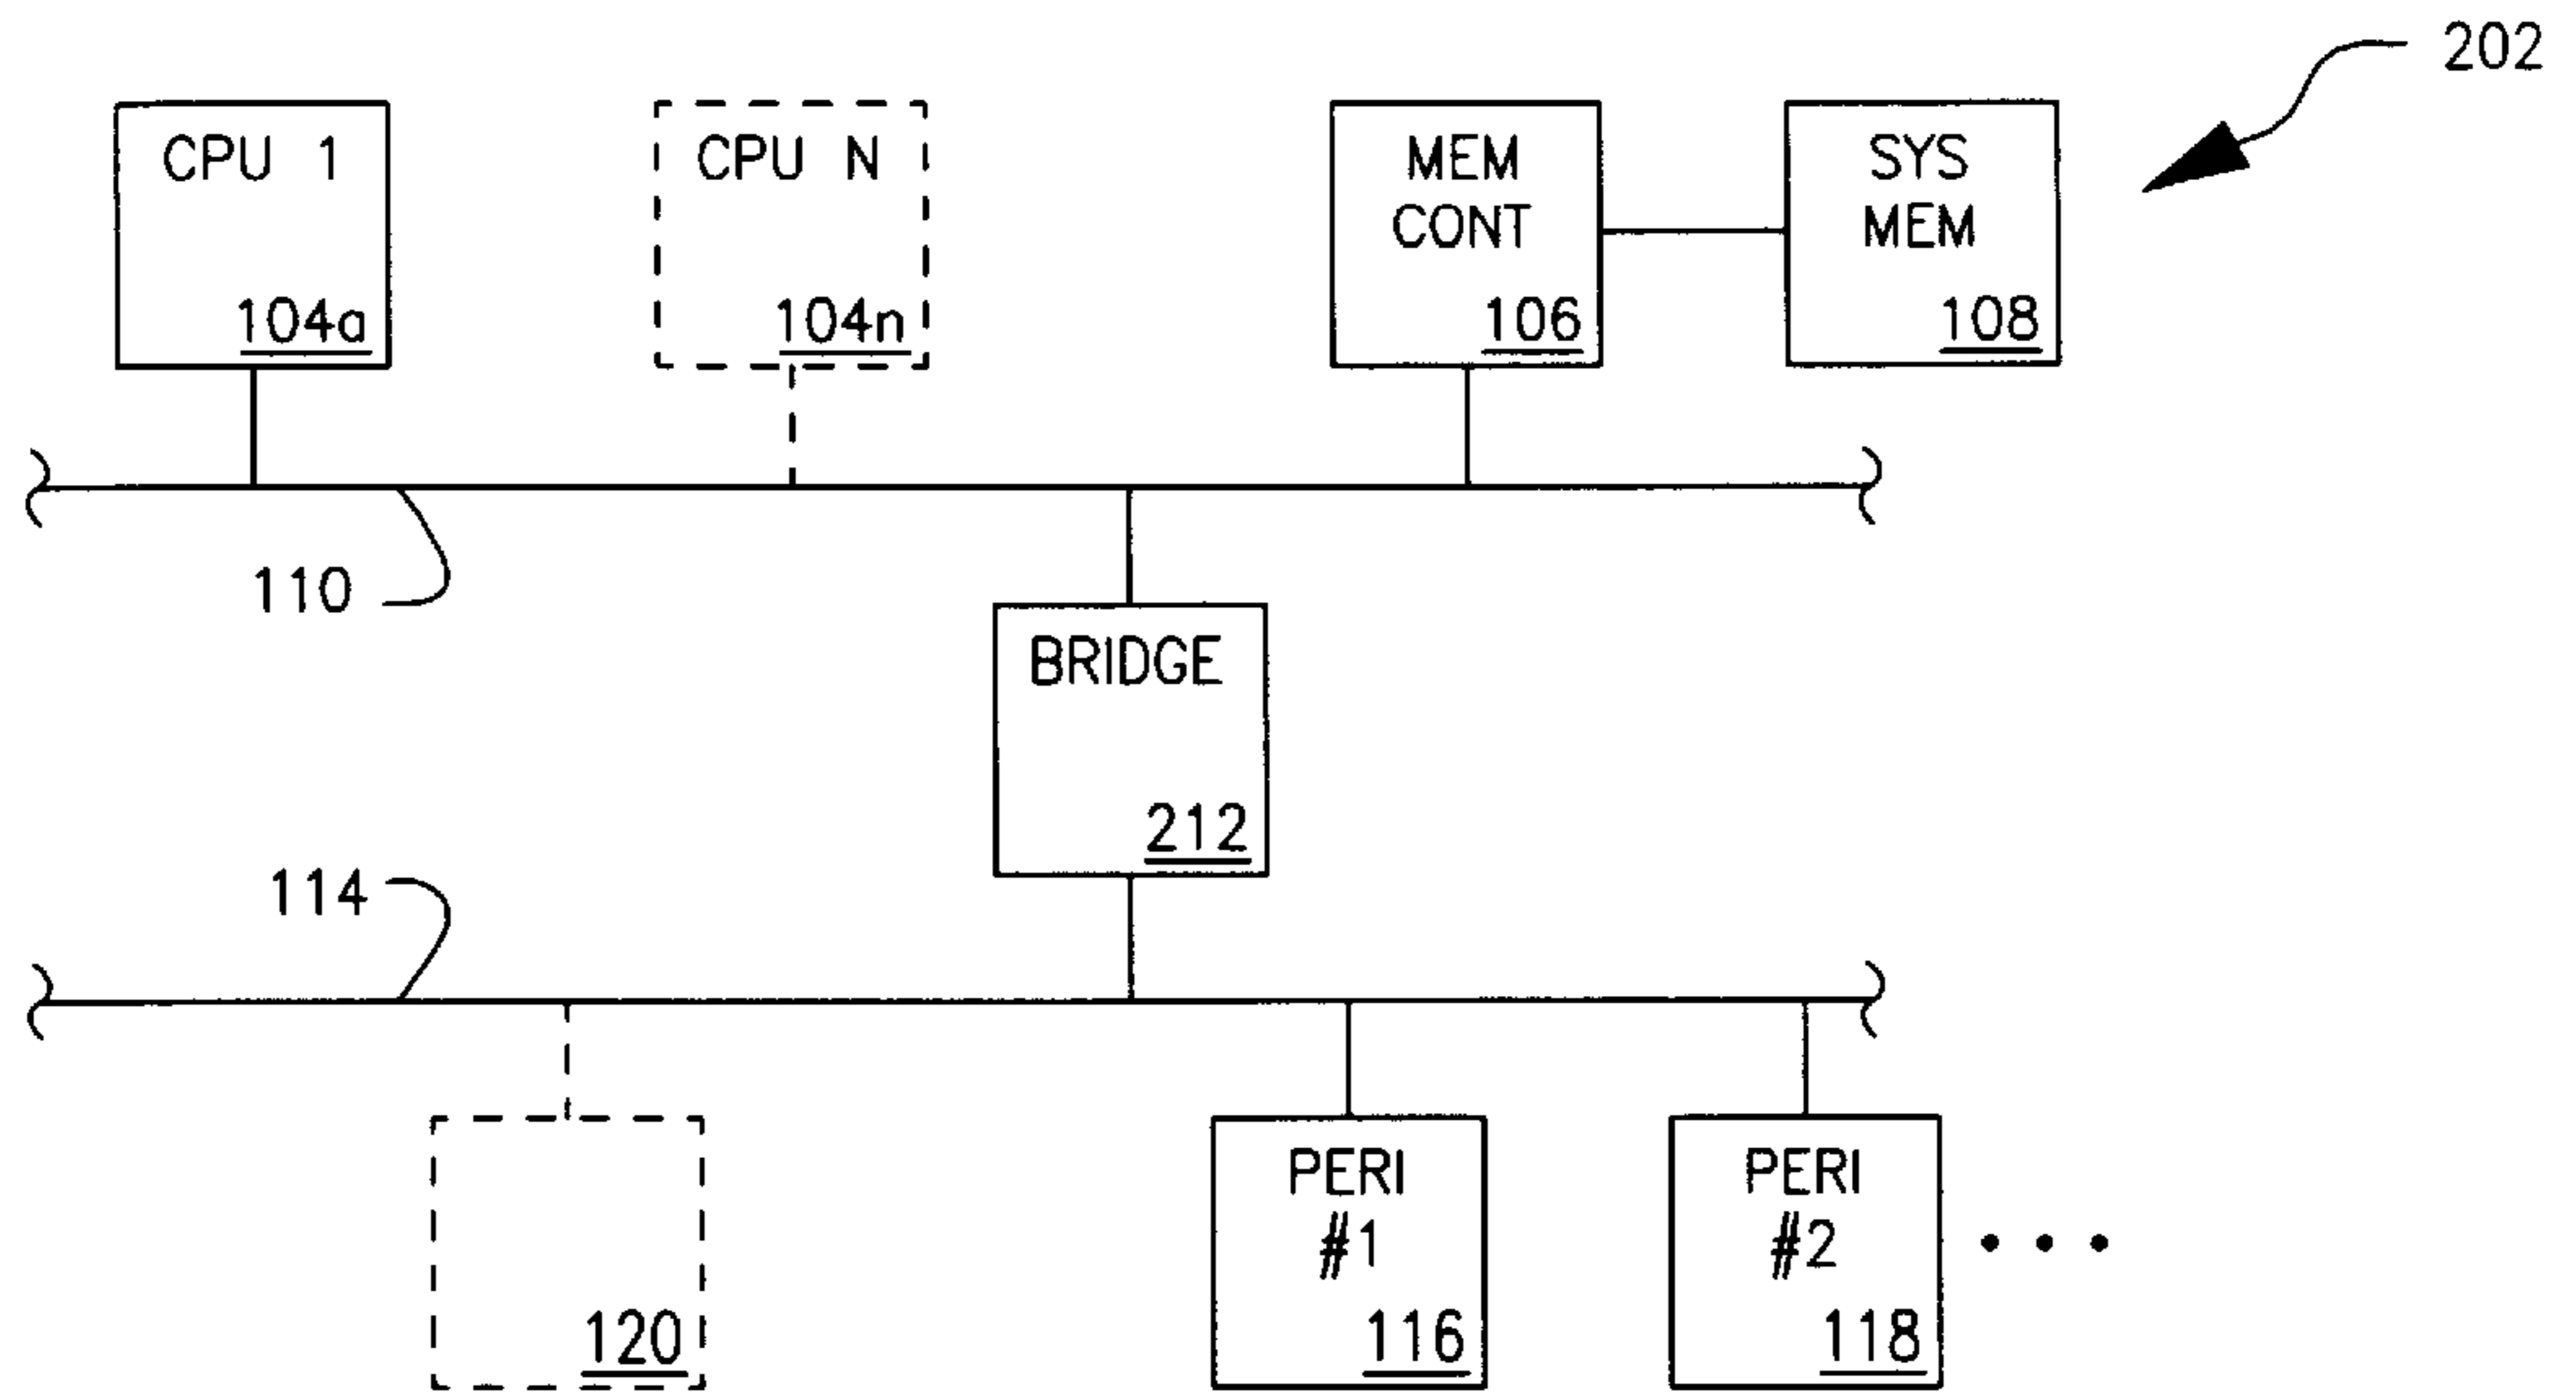 202
CPU 1
104a
CPU N
104n
MEM
CONT
106
SYS
MEM
108
110
BRIDGE
212
114
120
PERI
#1
116
PERI
#2
118